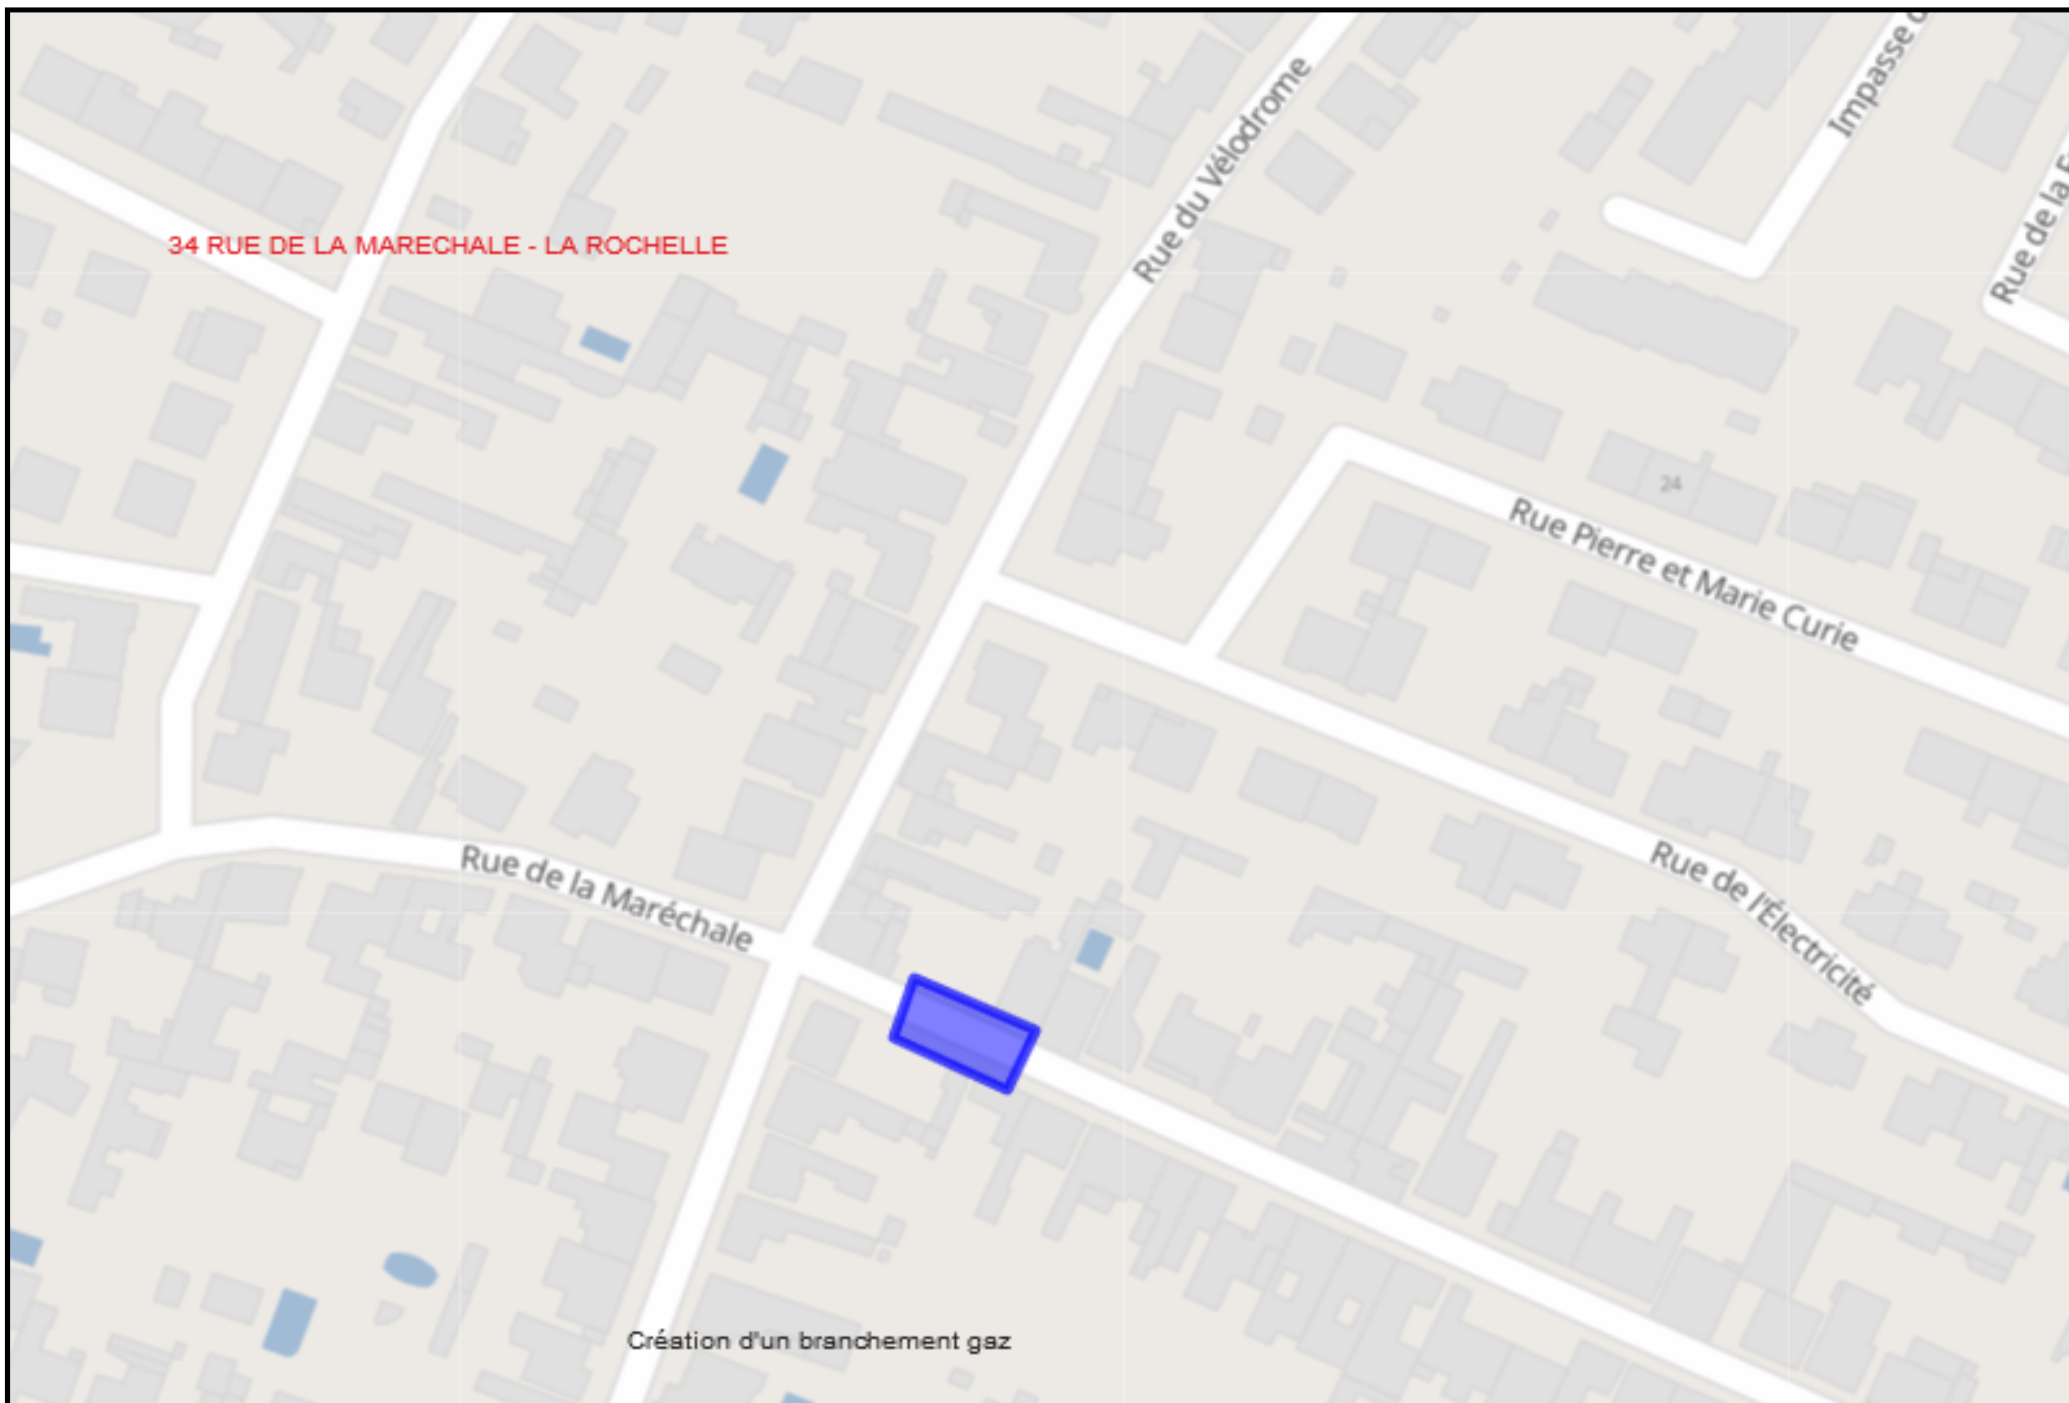 Impasse
Rue du Vélodrome
Rue de la
34 RUE DE LA MARECHALE - LA ROCHELLE
24
Rue Pierre et Marie Curie
Rue de la Maréchale
Rue de l'Électricité
Création d'un branchement gaz